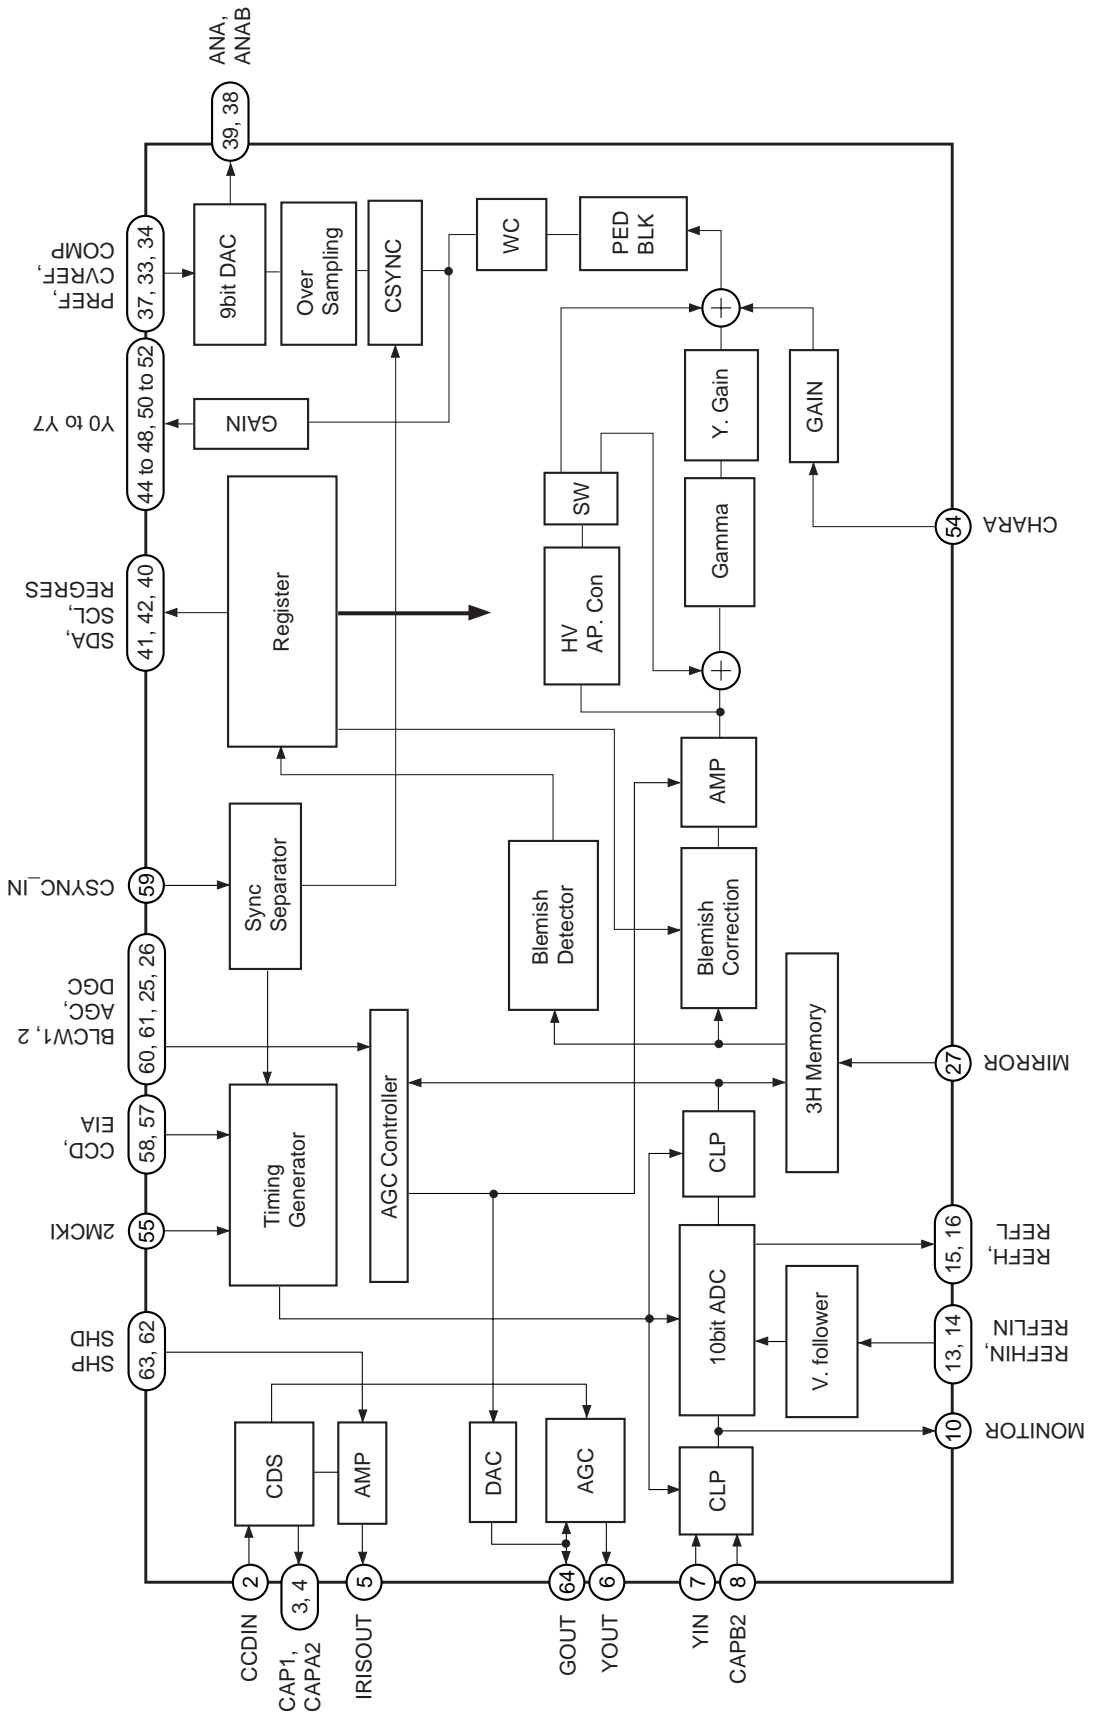 SHP
SHD
63, 62
2MCKI
55
CCD,
EIA
58, 57
BLCW1, 2
AGC,
DGC
60, 61, 25, 26
CSYNC_IN
59
SDA,
SCL,
REGRES
41, 42, 40
Y0 to Y7
44 to 48, 50 to 52
PREF,
CVREF,
COMP
37, 33, 34
CCDIN
2
CAP1,
CAPA2
3, 4
IRISOUT
5
GOUT
64
YOUT
6
YIN
7
CAPB2
8
CDS
AMP
DAC
AGC
CLP
Timing
Generator
AGC Controller
10bit ADC
V. follower
CLP
3H Memory
Sync
Separator
Blemish
Detector
Blemish
Correction
AMP
Register
HV
AP. Con
SW
Gamma
Y. Gain
GAIN
GAIN
9bit DAC
Over
Sampling
CSYNC
WC
PED
BLK
39, 38
ANA,
ANAB
10
MONITOR
13, 14
REFHIN,
REFLIN
15, 16
REFH,
REFL
27
MIRROR
54
CHARA